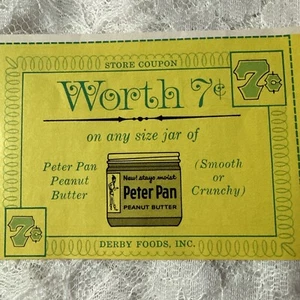 STORE COUPON
Worth 7¢
7¢
on any size jar of
Peter Pan
Peanut
Butter
New! stays moist
Peter Pan
PEANUT BUTTER
(Smooth
or
Crunchy)
7¢
DERBY FOODS, INC.